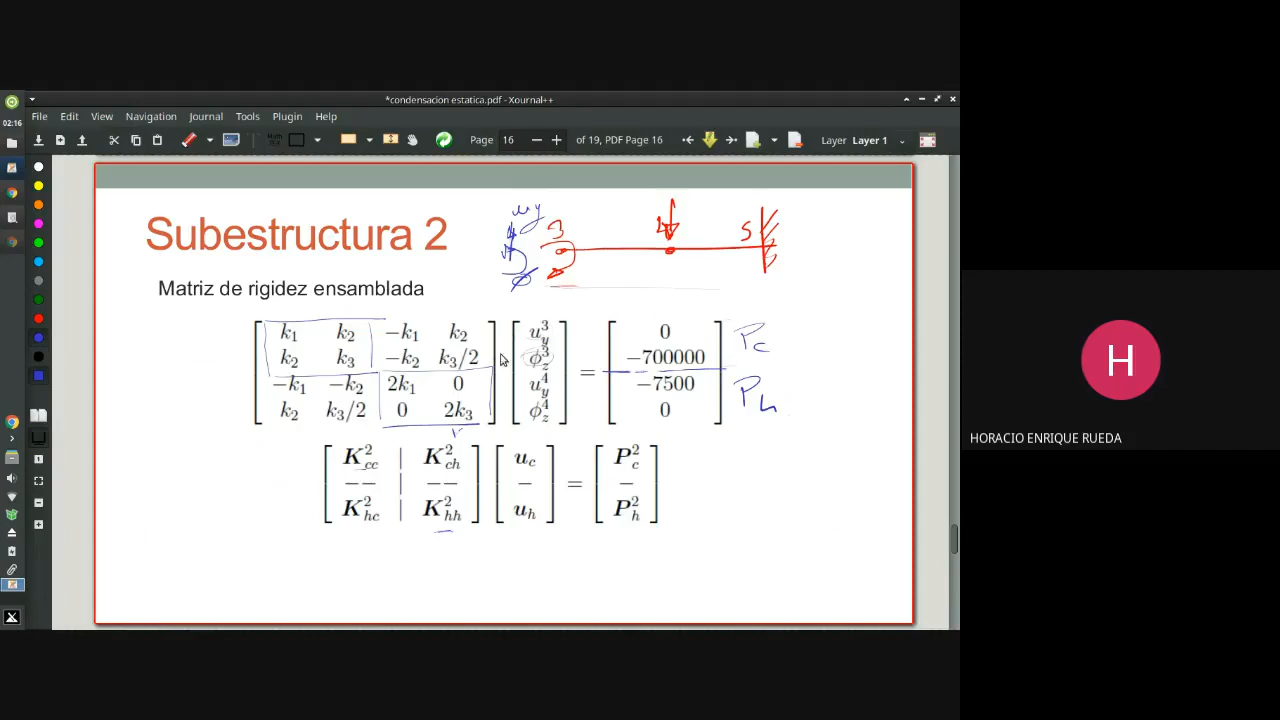 *condensacion estatica.pdf - Xournal++
File Edit View Navigation Journal Tools Plugin Help
02:16
Page 16 of 19, PDF Page 16 Layer Layer 1
Subestructura 2
uy
3
5
ϕ
Matriz de rigidez ensamblada
k₁ k₂ −k₁ k₂ u_y^3 0 Pc
k₂ k₃ −k₂ k₃/2 ϕ_z^3 = −700000
−k₁ −k₂ 2k₁ 0 u_y^4 −7500 Ph
k₂ k₃/2 0 2k₃ ϕ_z^4 0
K_cc^2 | K_ch^2 u_c P_c^2
−− | −− − = −
K_hc^2 | K_hh^2 u_h P_h^2
H
HORACIO ENRIQUE RUEDA